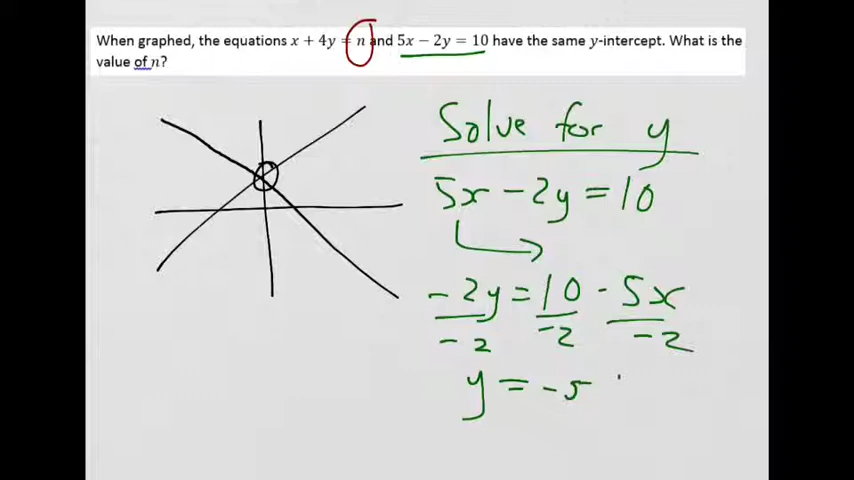 When graphed, the equations x + 4y = n and 5x − 2y = 10 have the same y-intercept. What is the
value of n?
Solve for y
5x − 2y = 10
−2y = 10 - 5x
−2 −2 −2
y = −5